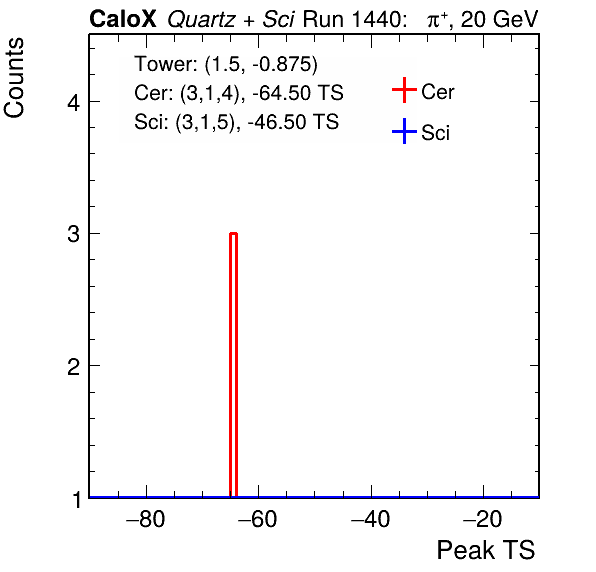 CaloX Quartz + Sci Run 1440: π⁺, 20 GeV
Counts
Tower: (1.5, -0.875)
Cer: (3,1,4), -64.50 TS
Sci: (3,1,5), -46.50 TS
Cer
Sci
4
3
2
1
−80 −60 −40 −20
Peak TS